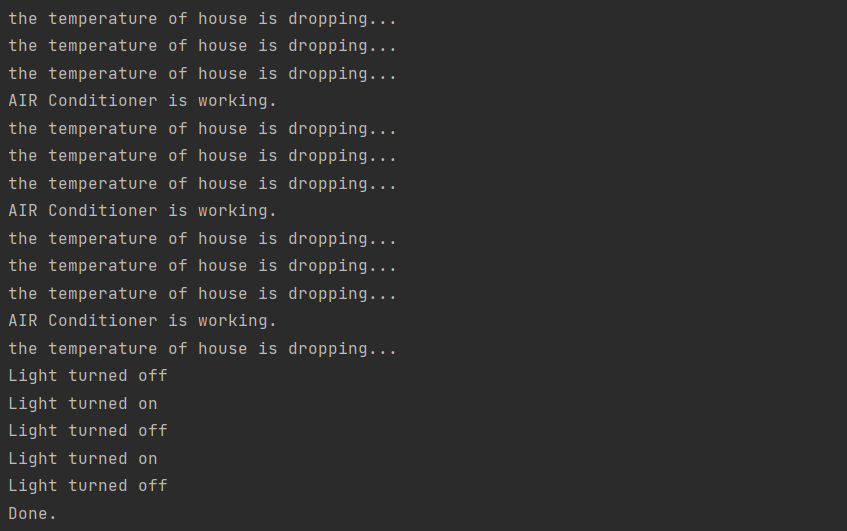 the temperature of house is dropping...
the temperature of house is dropping...
the temperature of house is dropping...
AIR Conditioner is working.
the temperature of house is dropping...
the temperature of house is dropping...
the temperature of house is dropping...
AIR Conditioner is working.
the temperature of house is dropping...
the temperature of house is dropping...
the temperature of house is dropping...
AIR Conditioner is working.
the temperature of house is dropping...
Light turned off
Light turned on
Light turned off
Light turned on
Light turned off
Done.